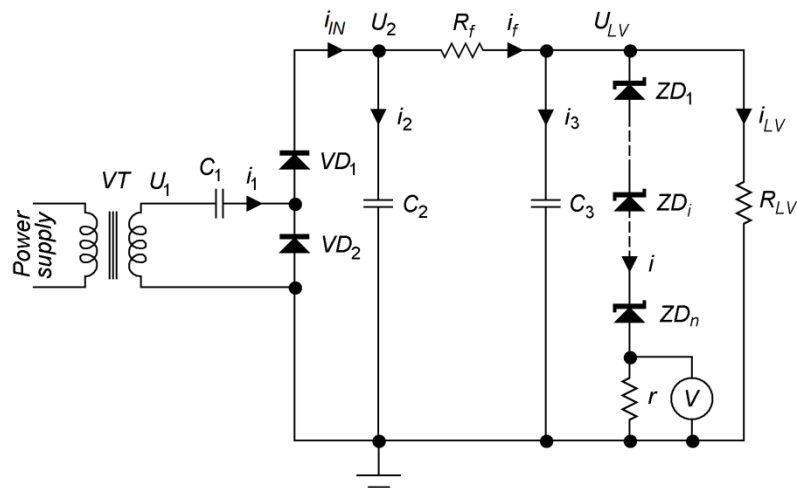 i_IN
U_2
R_f
i_f
U_LV
ZD_1
i_2
i_3
i_LV
VD_1
C_1
i_1
VT
U_1
C_2
C_3
ZD_i
R_LV
VD_2
Power supply
i
ZD_n
r
V